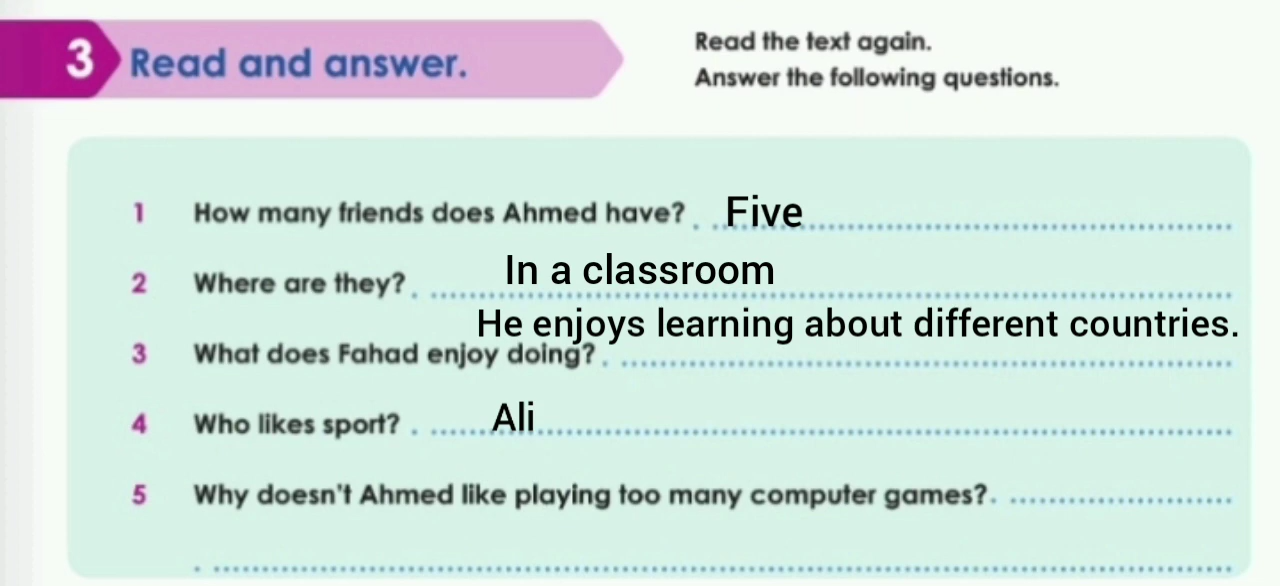 3 Read and answer.
Read the text again.
Answer the following questions.
1 How many friends does Ahmed have? Five
2 Where are they? In a classroom
He enjoys learning about different countries.
3 What does Fahad enjoy doing?
4 Who likes sport? Ali
5 Why doesn't Ahmed like playing too many computer games?